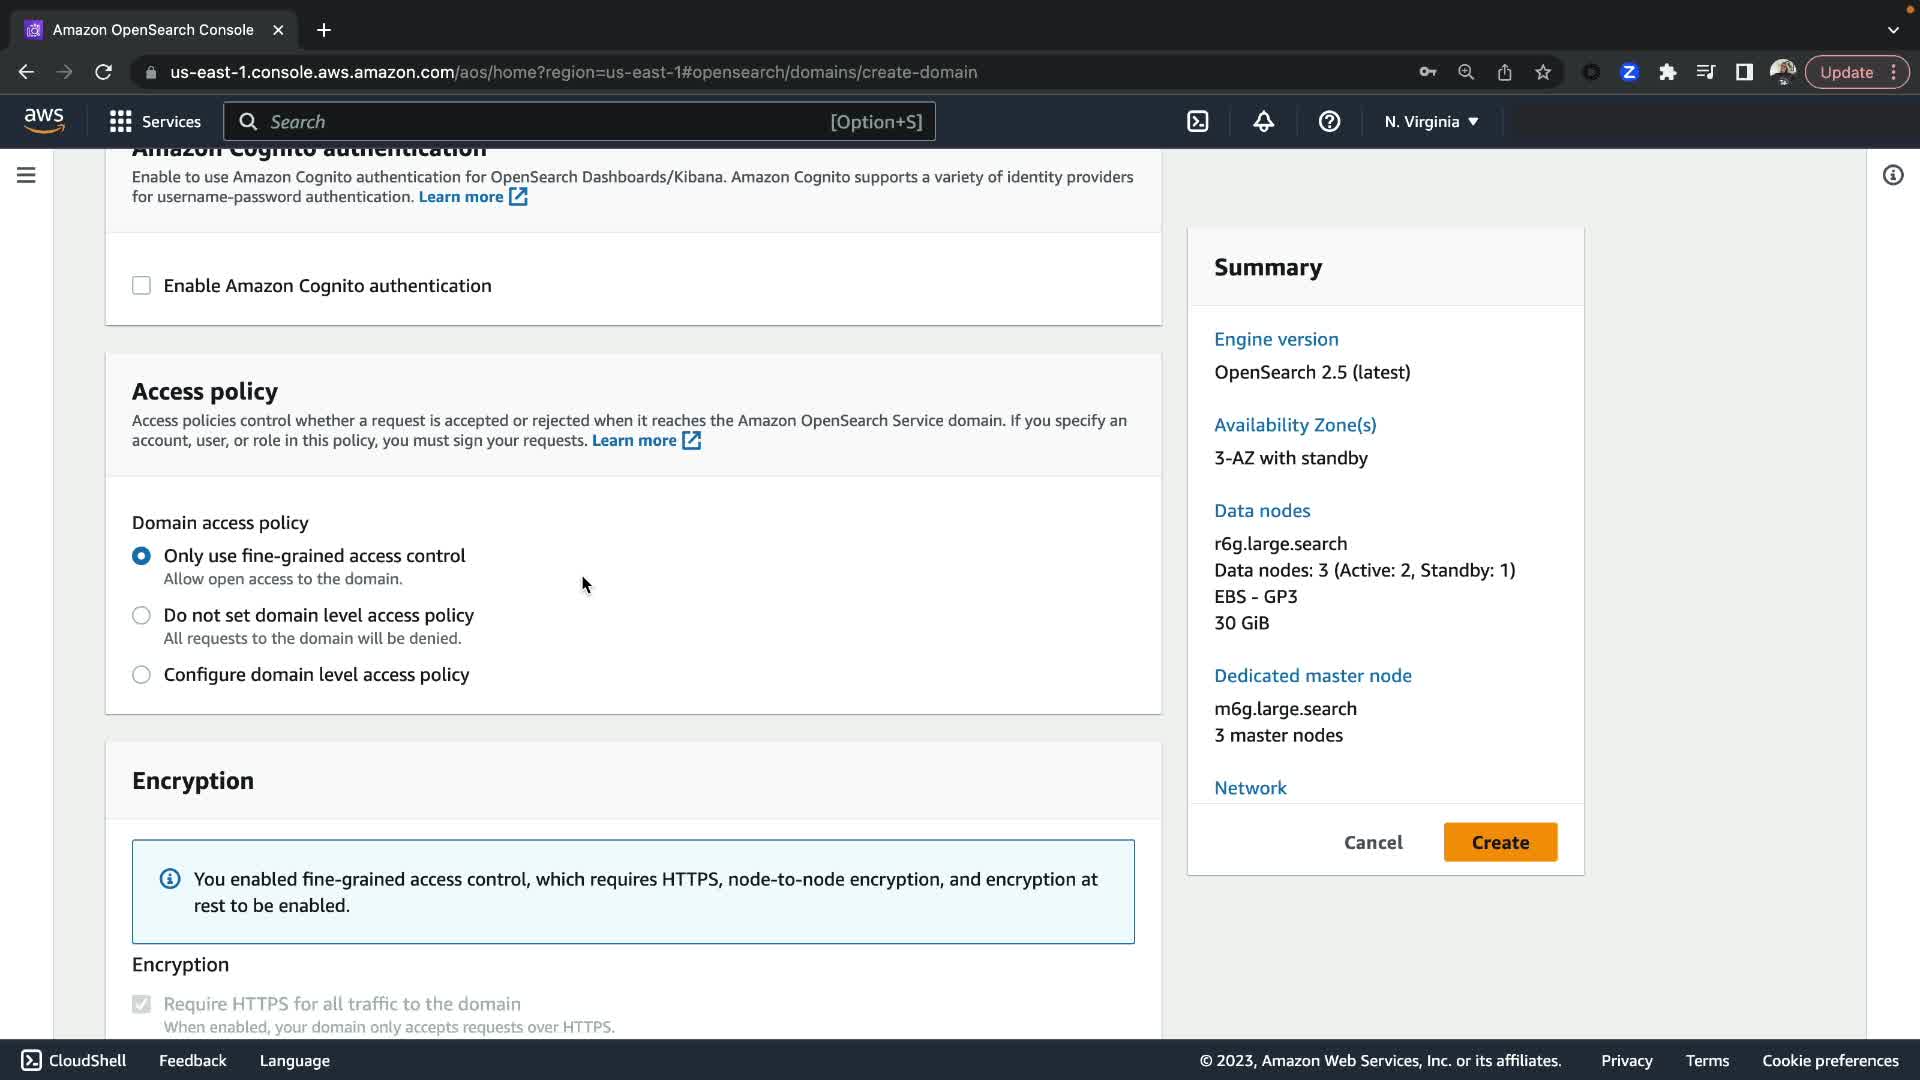 Amazon OpenSearch Console
us-east-1.console.aws.amazon.com/aos/home?region=us-east-1#opensearch/domains/create-domain
Z
Update
aws
Services
Search
[Option+S]
N. Virginia
Amazon Cognito authentication
Enable to use Amazon Cognito authentication for OpenSearch Dashboards/Kibana. Amazon Cognito supports a variety of identity providers
for username-password authentication. Learn more
Enable Amazon Cognito authentication
Access policy
Access policies control whether a request is accepted or rejected when it reaches the Amazon OpenSearch Service domain. If you specify an
account, user, or role in this policy, you must sign your requests. Learn more
Domain access policy
Only use fine-grained access control
Allow open access to the domain.
Do not set domain level access policy
All requests to the domain will be denied.
Configure domain level access policy
Encryption
You enabled fine-grained access control, which requires HTTPS, node-to-node encryption, and encryption at
rest to be enabled.
Encryption
Require HTTPS for all traffic to the domain
When enabled, your domain only accepts requests over HTTPS.
Summary
Engine version
OpenSearch 2.5 (latest)
Availability Zone(s)
3-AZ with standby
Data nodes
r6g.large.search
Data nodes: 3 (Active: 2, Standby: 1)
EBS - GP3
30 GiB
Dedicated master node
m6g.large.search
3 master nodes
Network
Cancel
Create
CloudShell
Feedback
Language
© 2023, Amazon Web Services, Inc. or its affiliates.
Privacy
Terms
Cookie preferences